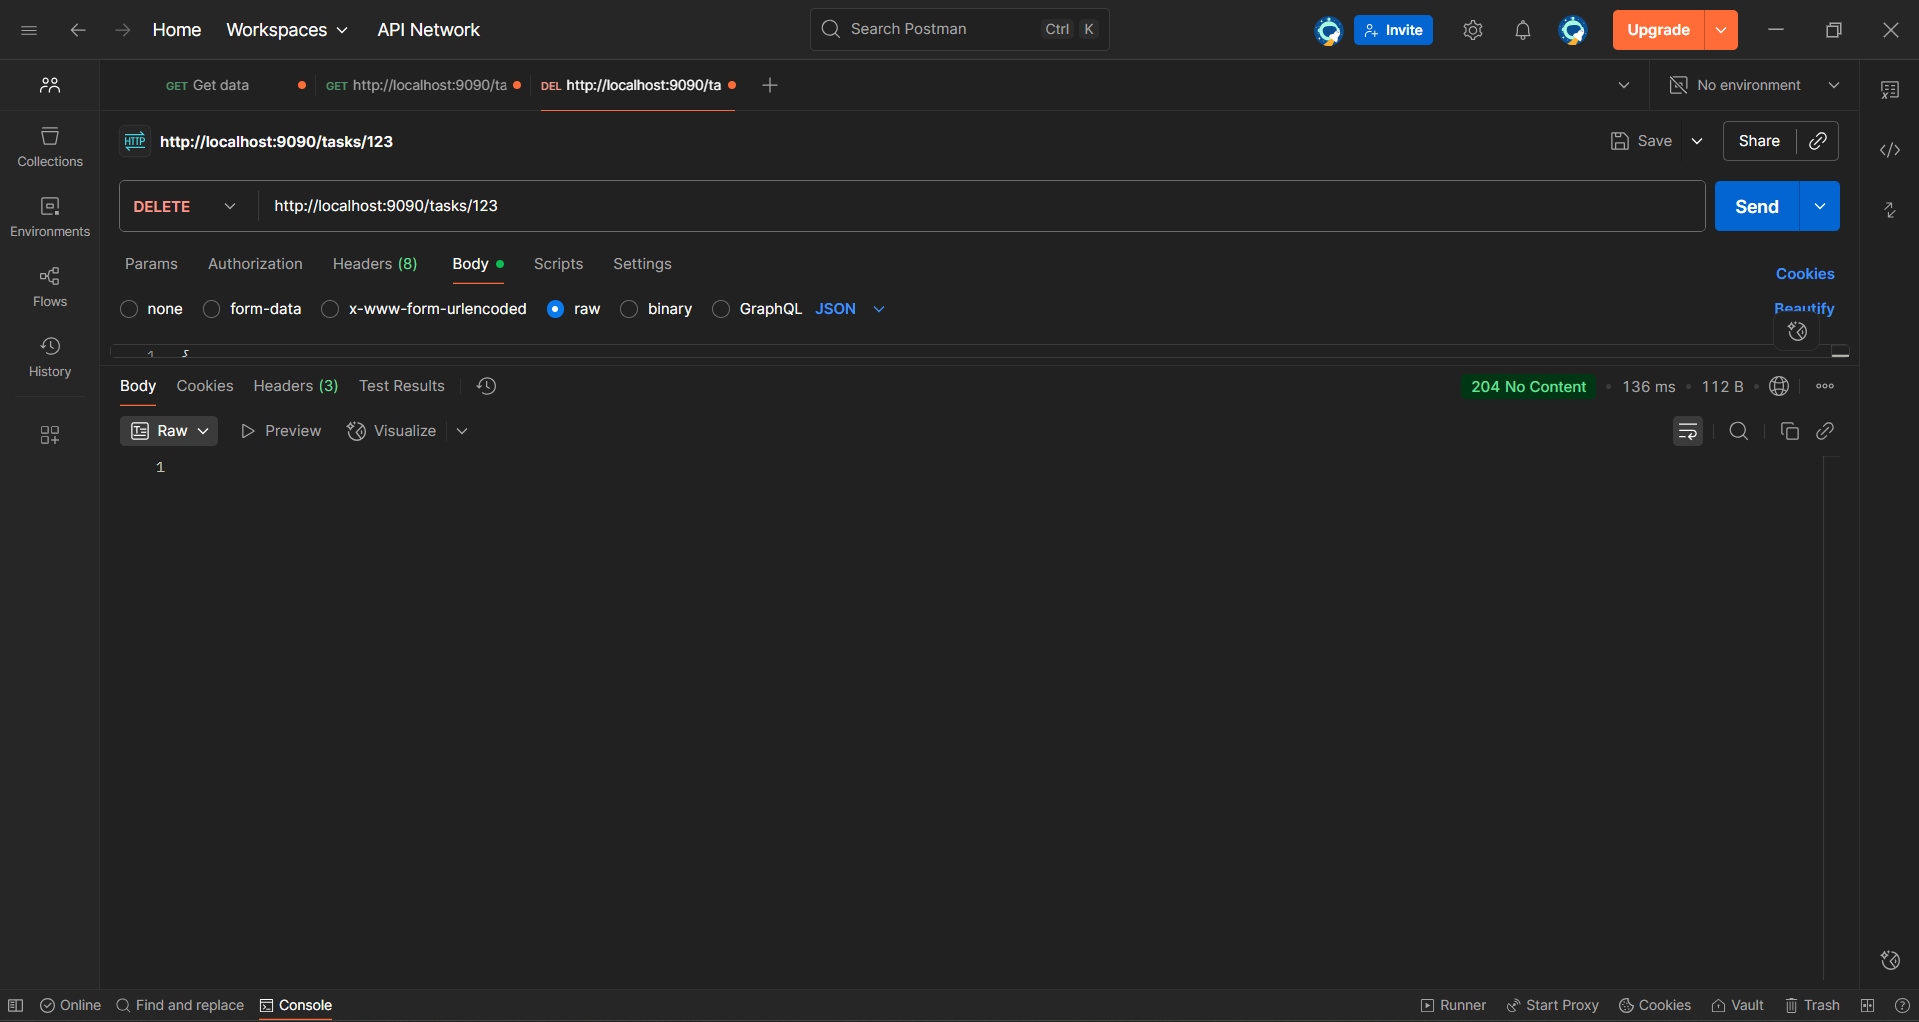 Home Workspaces API Network Search Postman Ctrl K Invite Upgrade
GET Get data GET http://localhost:9090/ta DEL http://localhost:9090/ta No environment
HTTP http://localhost:9090/tasks/123 Save Share
Collections
DELETE http://localhost:9090/tasks/123 Send
Environments
Params Authorization Headers (8) Body Scripts Settings Cookies
Flows
none form-data x-www-form-urlencoded raw binary GraphQL JSON Beautify
1 {
History
Body Cookies Headers (3) Test Results 204 No Content • 136 ms • 112 B •
Raw Preview Visualize
1
Online Find and replace Console Runner Start Proxy Cookies Vault Trash